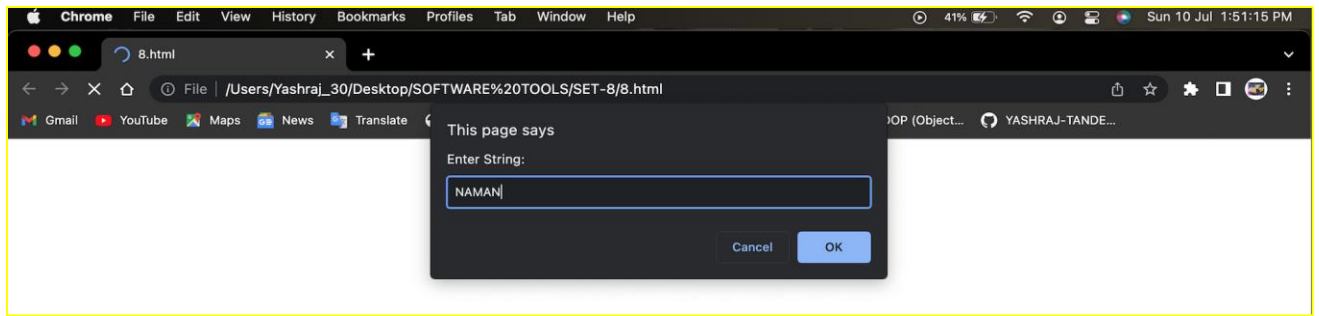 Chrome File Edit View History Bookmarks Profiles Tab Window Help 41% Sun 10 Jul 1:51:15 PM
8.html × +
File | /Users/Yashraj_30/Desktop/SOFTWARE%20TOOLS/SET-8/8.html
Gmail YouTube Maps News Translate OOP (Object... YASHRAJ-TANDE...
This page says
Enter String:
NAMAN
Cancel OK